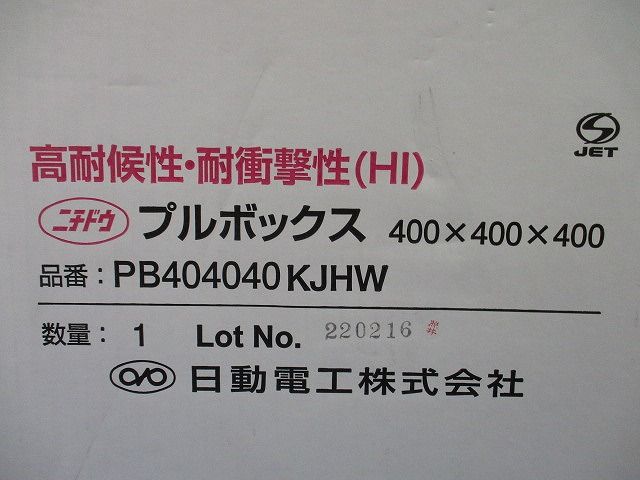 JET
高耐候性・耐衝撃性(HI)
ニチドウ プルボックス 400×400×400
品番：PB404040KJHW
数量： 1 Lot No. 220216
日動電工株式会社